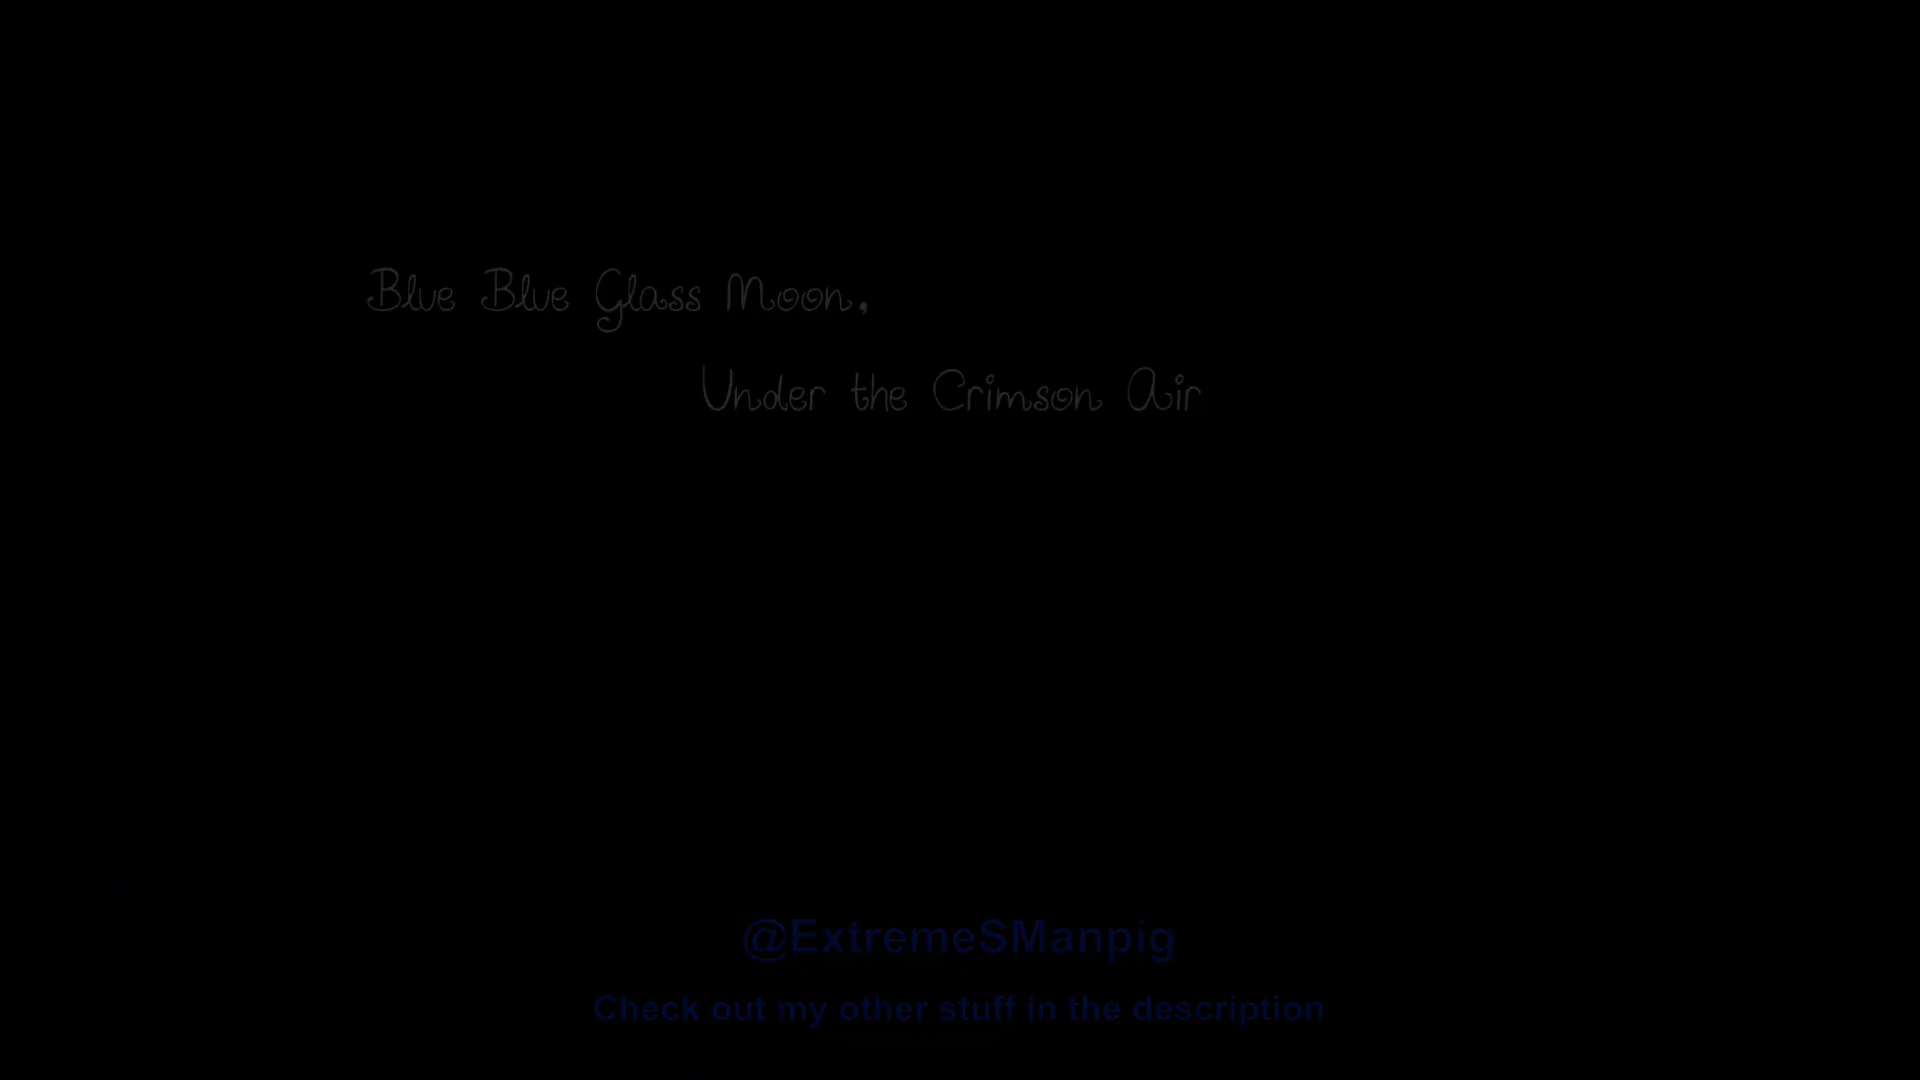 Blue Blue Glass Moon,
Under the Crimson Air
@ExtremeSManpig
Check out my other stuff in the description